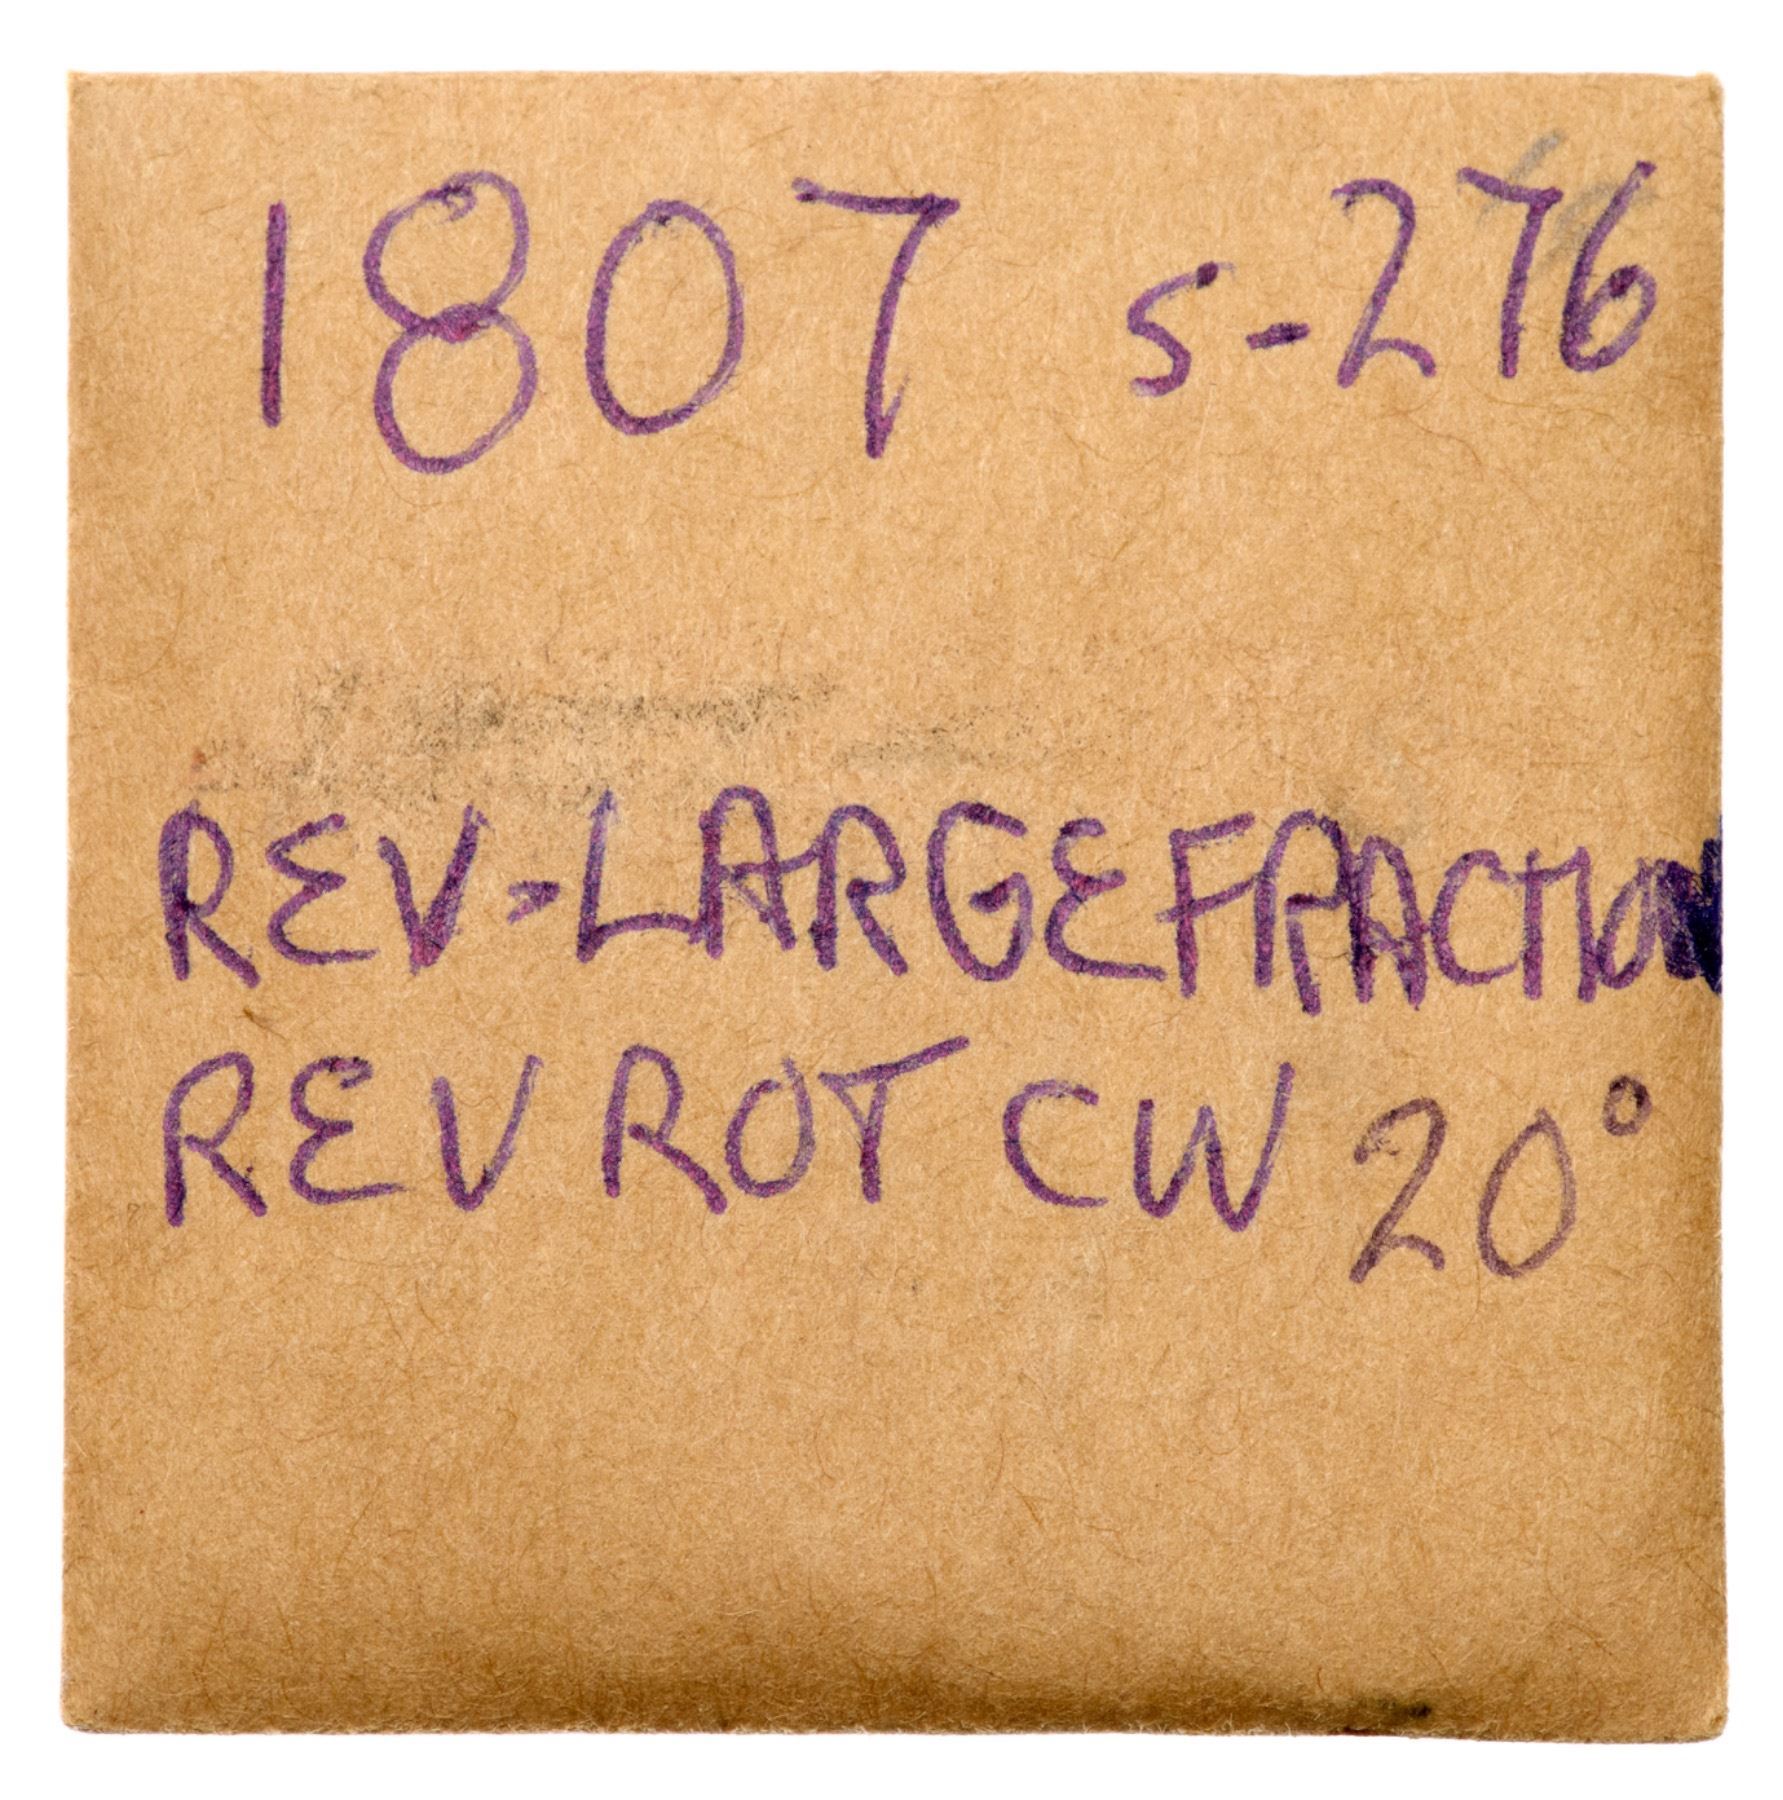 1807 S-276
REV-LARGE FRACTION
REV ROT CW 20°